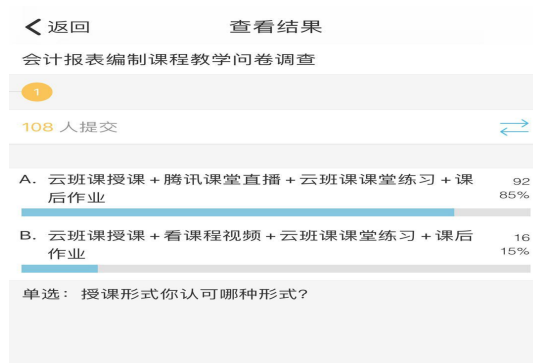 返回
查看结果
会计报表编制课程教学问卷调查
1
108 人提交
A. 云班课授课+腾讯课堂直播+云班课课堂练习+课
后作业
92
85%
B. 云班课授课+看课程视频+云班课课堂练习+课后
作业
16
15%
单选：授课形式你认可哪种形式?